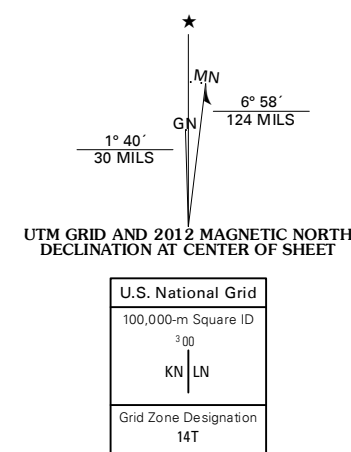 ★
MN
GN
6° 58´
124 MILS
1° 40´
30 MILS
UTM GRID AND 2012 MAGNETIC NORTH
DECLINATION AT CENTER OF SHEET
U.S. National Grid
100,000-m Square ID
³00
KN LN
Grid Zone Designation
14T